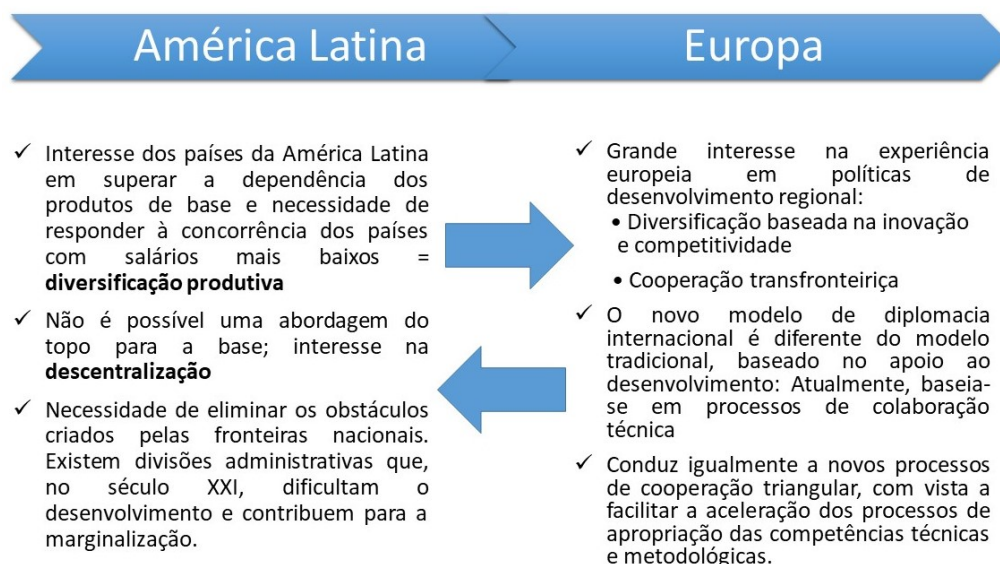 América Latina
Europa
✓ Interesse dos países da América Latina
em superar a dependência dos
produtos de base e necessidade de
responder à concorrência dos países
com salários mais baixos =
diversificação produtiva
✓ Não é possível uma abordagem do
topo para a base; interesse na
descentralização
✓ Necessidade de eliminar os obstáculos
criados pelas fronteiras nacionais.
Existem divisões administrativas que,
no século XXI, dificultam o
desenvolvimento e contribuem para a
marginalização.
✓ Grande interesse na experiência
europeia em políticas de
desenvolvimento regional:
• Diversificação baseada na inovação
e competitividade
• Cooperação transfronteiriça
✓ O novo modelo de diplomacia
internacional é diferente do modelo
tradicional, baseado no apoio ao
desenvolvimento: Atualmente, baseia-
se em processos de colaboração
técnica
✓ Conduz igualmente a novos processos
de cooperação triangular, com vista a
facilitar a aceleração dos processos de
apropriação das competências técnicas
e metodológicas.